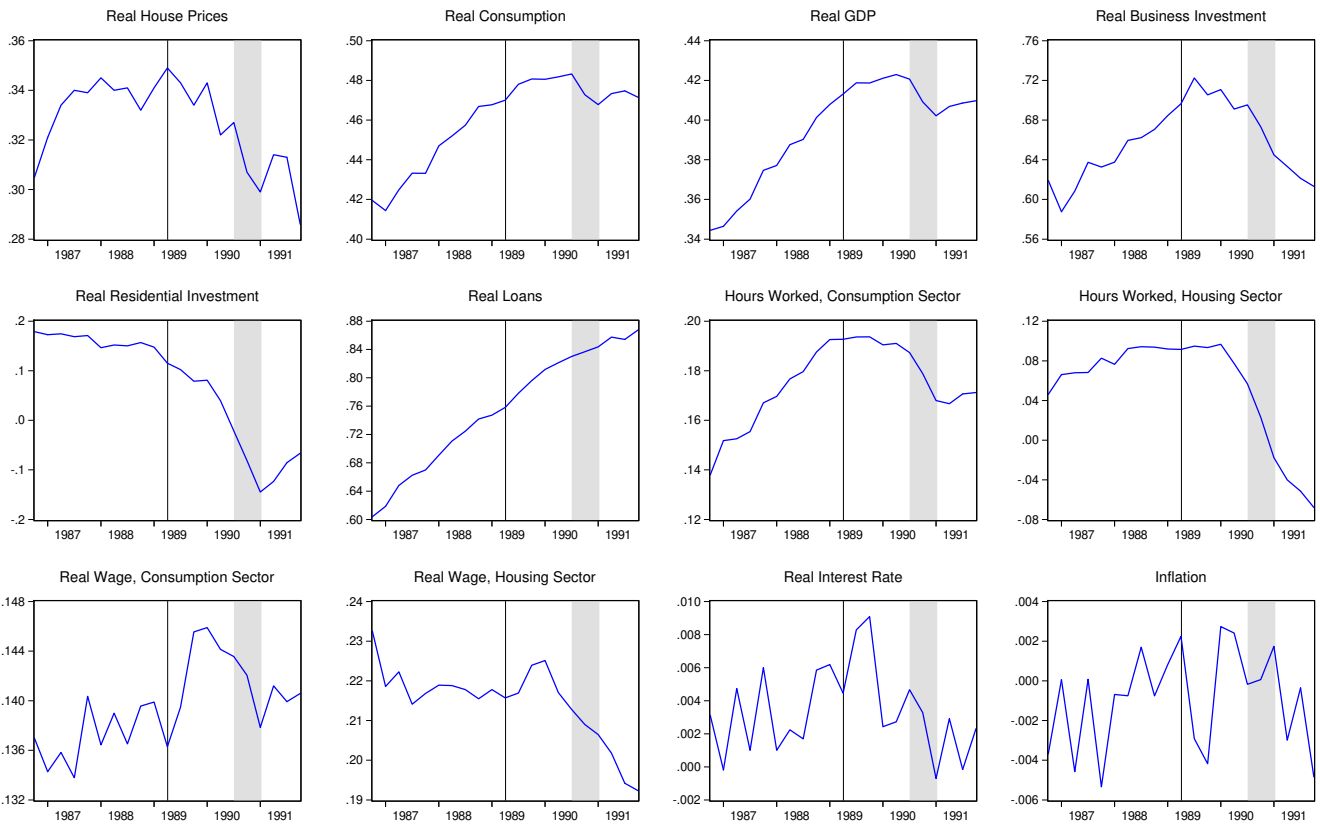 Real House Prices
.36
.34
.32
.30
.28
1987 1988 1989 1990 1991
Real Consumption
.50
.48
.46
.44
.42
.40
1987 1988 1989 1990 1991
Real GDP
.44
.42
.40
.38
.36
.34
1987 1988 1989 1990 1991
Real Business Investment
.76
.72
.68
.64
.60
.56
1987 1988 1989 1990 1991
Real Residential Investment
.2
.1
.0
-.1
-.2
1987 1988 1989 1990 1991
Real Loans
.88
.84
.80
.76
.72
.68
.64
.60
1987 1988 1989 1990 1991
Hours Worked, Consumption Sector
.20
.18
.16
.14
.12
1987 1988 1989 1990 1991
Hours Worked, Housing Sector
.12
.08
.04
.00
-.04
-.08
1987 1988 1989 1990 1991
Real Wage, Consumption Sector
.148
.144
.140
.136
.132
1987 1988 1989 1990 1991
Real Wage, Housing Sector
.24
.23
.22
.21
.20
.19
1987 1988 1989 1990 1991
Real Interest Rate
.010
.008
.006
.004
.002
.000
-.002
1987 1988 1989 1990 1991
Inflation
.004
.002
.000
-.002
-.004
-.006
1987 1988 1989 1990 1991